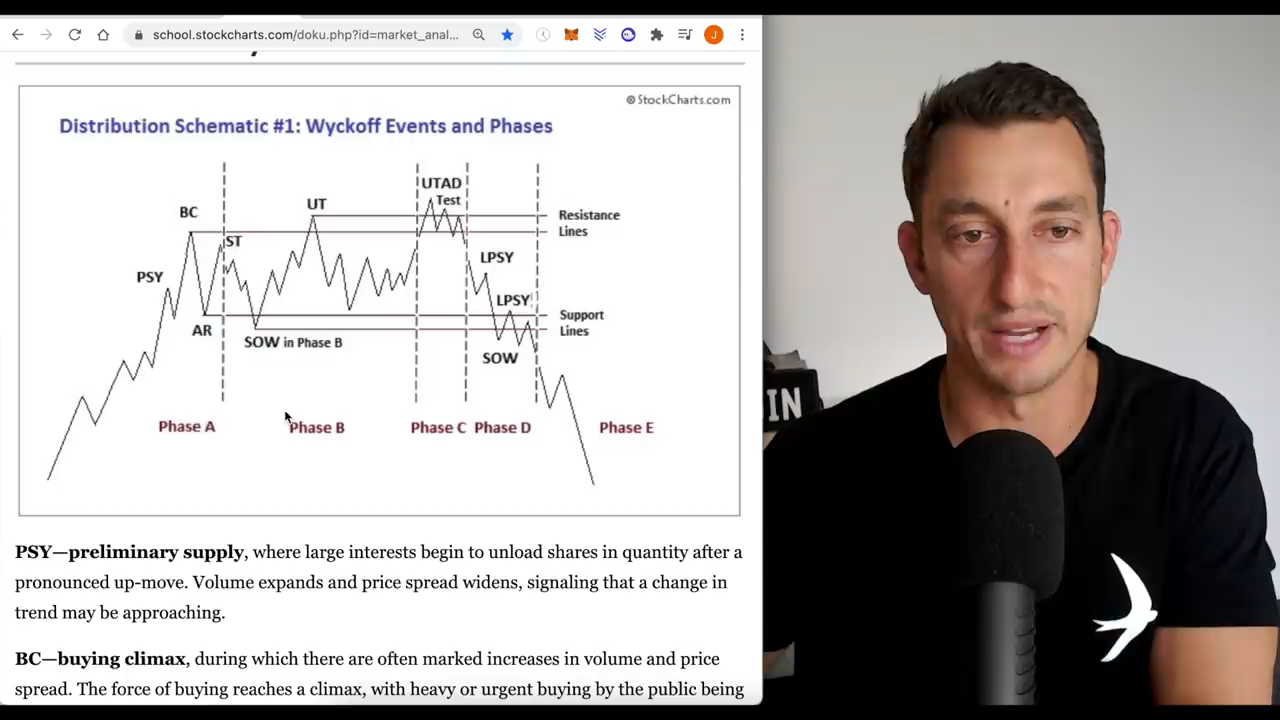 school.stockcharts.com/doku.php?id=market_anal...
J
©StockCharts.com
Distribution Schematic #1: Wyckoff Events and Phases
UTAD
Test
BC
UT
Resistance
Lines
ST
PSY
LPSY
LPSY
AR
Support
Lines
SOW in Phase B
SOW
Phase A
Phase B
Phase C
Phase D
Phase E
PSY—preliminary supply, where large interests begin to unload shares in quantity after a
pronounced up-move. Volume expands and price spread widens, signaling that a change in
trend may be approaching.
BC—buying climax, during which there are often marked increases in volume and price
spread. The force of buying reaches a climax, with heavy or urgent buying by the public being
IN